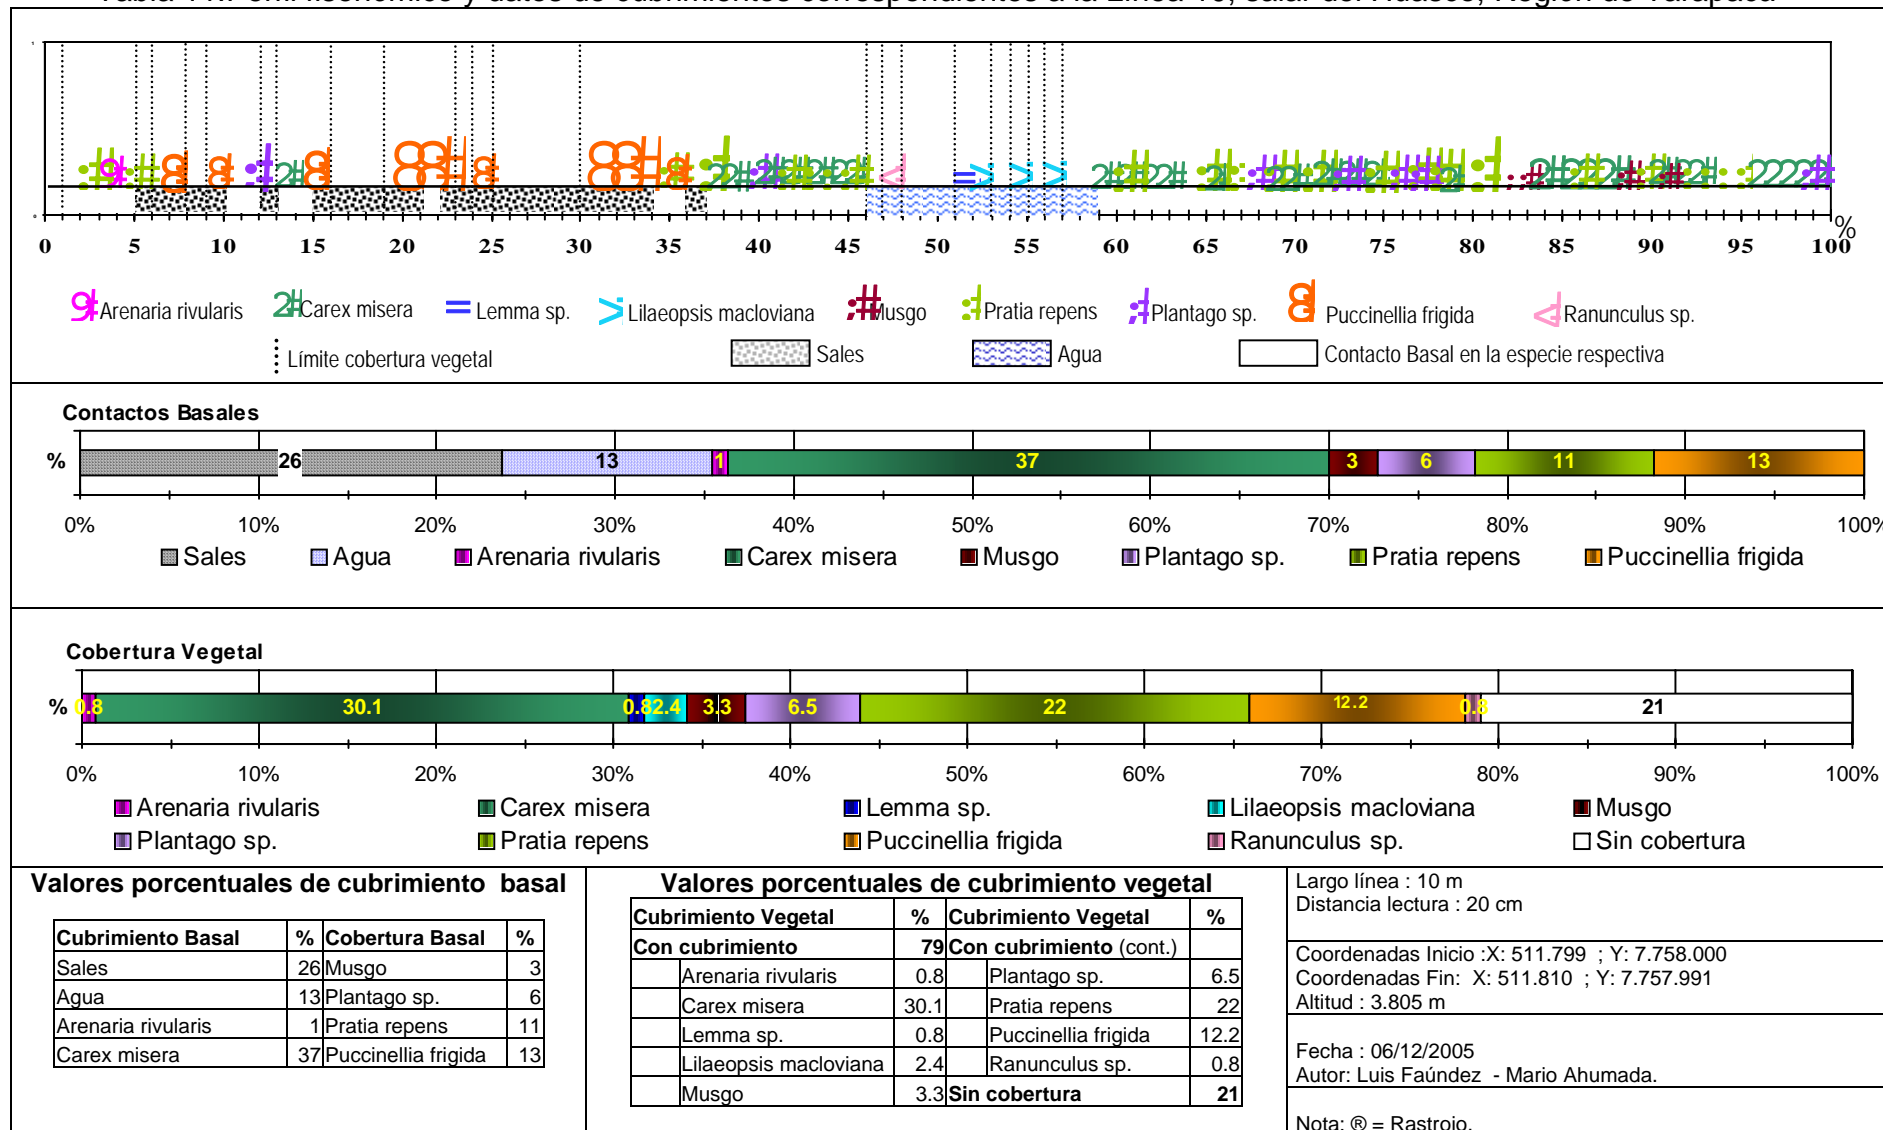 %
0 5 10 15 20 25 30 35 40 45 50 55 60 65 70 75 80 85 90 95 100
Arenaria rivularis Carex misera Lemma sp. Lilaeopsis macloviana Musgo Pratia repens Plantago sp. Puccinellia frigida Ranunculus sp.
Límite cobertura vegetal Sales Agua Contacto Basal en la especie respectiva
Contactos Basales
% 26 13 1 37 3 6 11 13
0% 10% 20% 30% 40% 50% 60% 70% 80% 90% 100%
Sales Agua Arenaria rivularis Carex misera Musgo Plantago sp. Pratia repens Puccinellia frigida
Cobertura Vegetal
% 0.8 30.1 0.8 2.4 3.3 6.5 22 12.2 0.8 21
0% 10% 20% 30% 40% 50% 60% 70% 80% 90% 100%
Arenaria rivularis Carex misera Lemma sp. Lilaeopsis macloviana Musgo
Plantago sp. Pratia repens Puccinellia frigida Ranunculus sp. Sin cobertura
Valores porcentuales de cubrimiento basal
Cubrimiento Basal % Cobertura Basal %
Sales 26 Musgo 3
Agua 13 Plantago sp. 6
Arenaria rivularis 1 Pratia repens 11
Carex misera 37 Puccinellia frigida 13
Valores porcentuales de cubrimiento vegetal
Cubrimiento Vegetal % Cubrimiento Vegetal %
Con cubrimiento 79 Con cubrimiento (cont.)
Arenaria rivularis 0.8 Plantago sp. 6.5
Carex misera 30.1 Pratia repens 22
Lemma sp. 0.8 Puccinellia frigida 12.2
Lilaeopsis macloviana 2.4 Ranunculus sp. 0.8
Musgo 3.3 Sin cobertura 21
Largo línea : 10 m
Distancia lectura : 20 cm
Coordenadas Inicio :X: 511.799 ; Y: 7.758.000
Coordenadas Fin: X: 511.810 ; Y: 7.757.991
Altitud : 3.805 m
Fecha : 06/12/2005
Autor: Luis Faúndez - Mario Ahumada.
Nota: ® = Rastrojo.